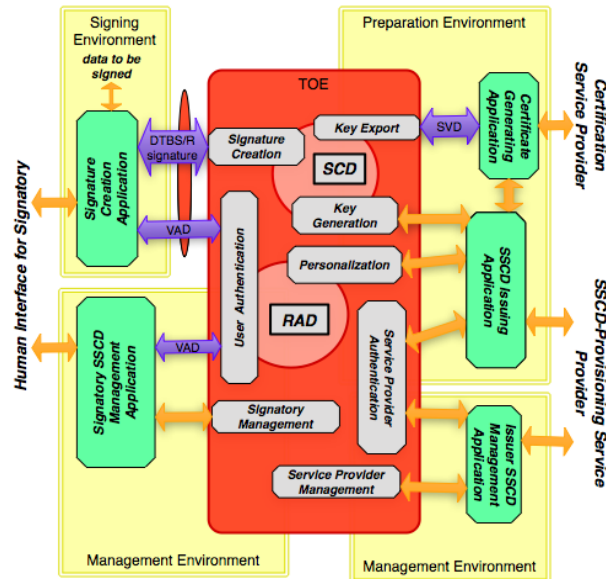 Signing
Environment
data to be
signed
Preparation Environment
TOE
Human Interface for Signatory
Signature
Creation
Application
DTBS/R
signature
VAD
Signature
Creation
Key Export
SCD
Key
Generation
Personalization
User Authentication
RAD
SVD
Certificate
Generating
Application
Certification
Service Provider
SSCD Issuing
Application
SSCD-Provisioning Service
Provider
Signatory SSCD
Management
Application
VAD
Signatory
Management
Service Provider
Authentication
Service Provider
Management
Issuer SSCD
Management
Application
Management Environment
Management Environment